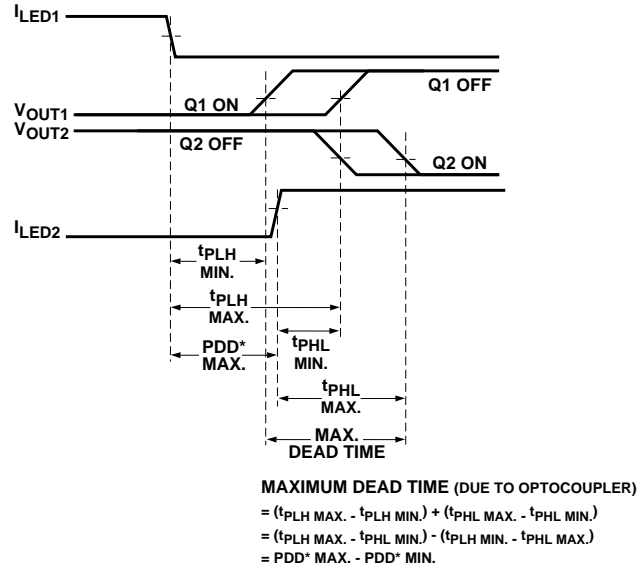 ILED1
Q1 OFF
VOUT1
Q1 ON
VOUT2
Q2 OFF
Q2 ON
ILED2
tPLH
MIN.
tPLH
MAX.
PDD*
MAX.
tPHL
MIN.
tPHL
MAX.
MAX.
DEAD TIME
MAXIMUM DEAD TIME (DUE TO OPTOCOUPLER)
= (tPLH MAX. - tPLH MIN.) + (tPHL MAX. - tPHL MIN.)
= (tPLH MAX. - tPHL MIN.) - (tPLH MIN. - tPHL MAX.)
= PDD* MAX. - PDD* MIN.